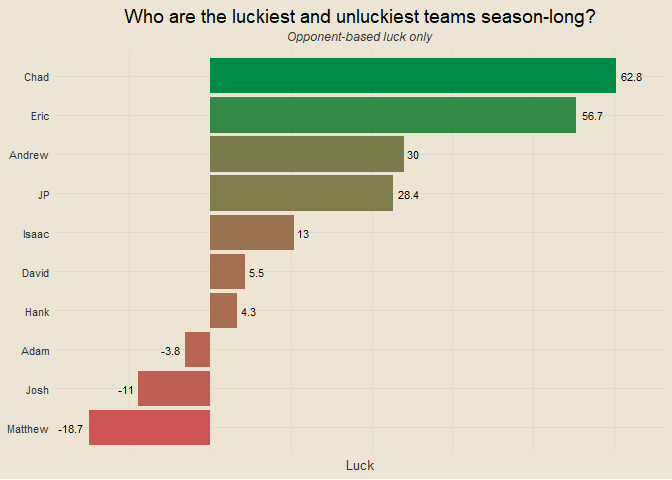 Who are the luckiest and unluckiest teams season-long?
Opponent-based luck only
Chad 62.8
Eric 56.7
Andrew 30
JP 28.4
Isaac 13
David 5.5
Hank 4.3
Adam -3.8
Josh -11
Matthew -18.7
Luck